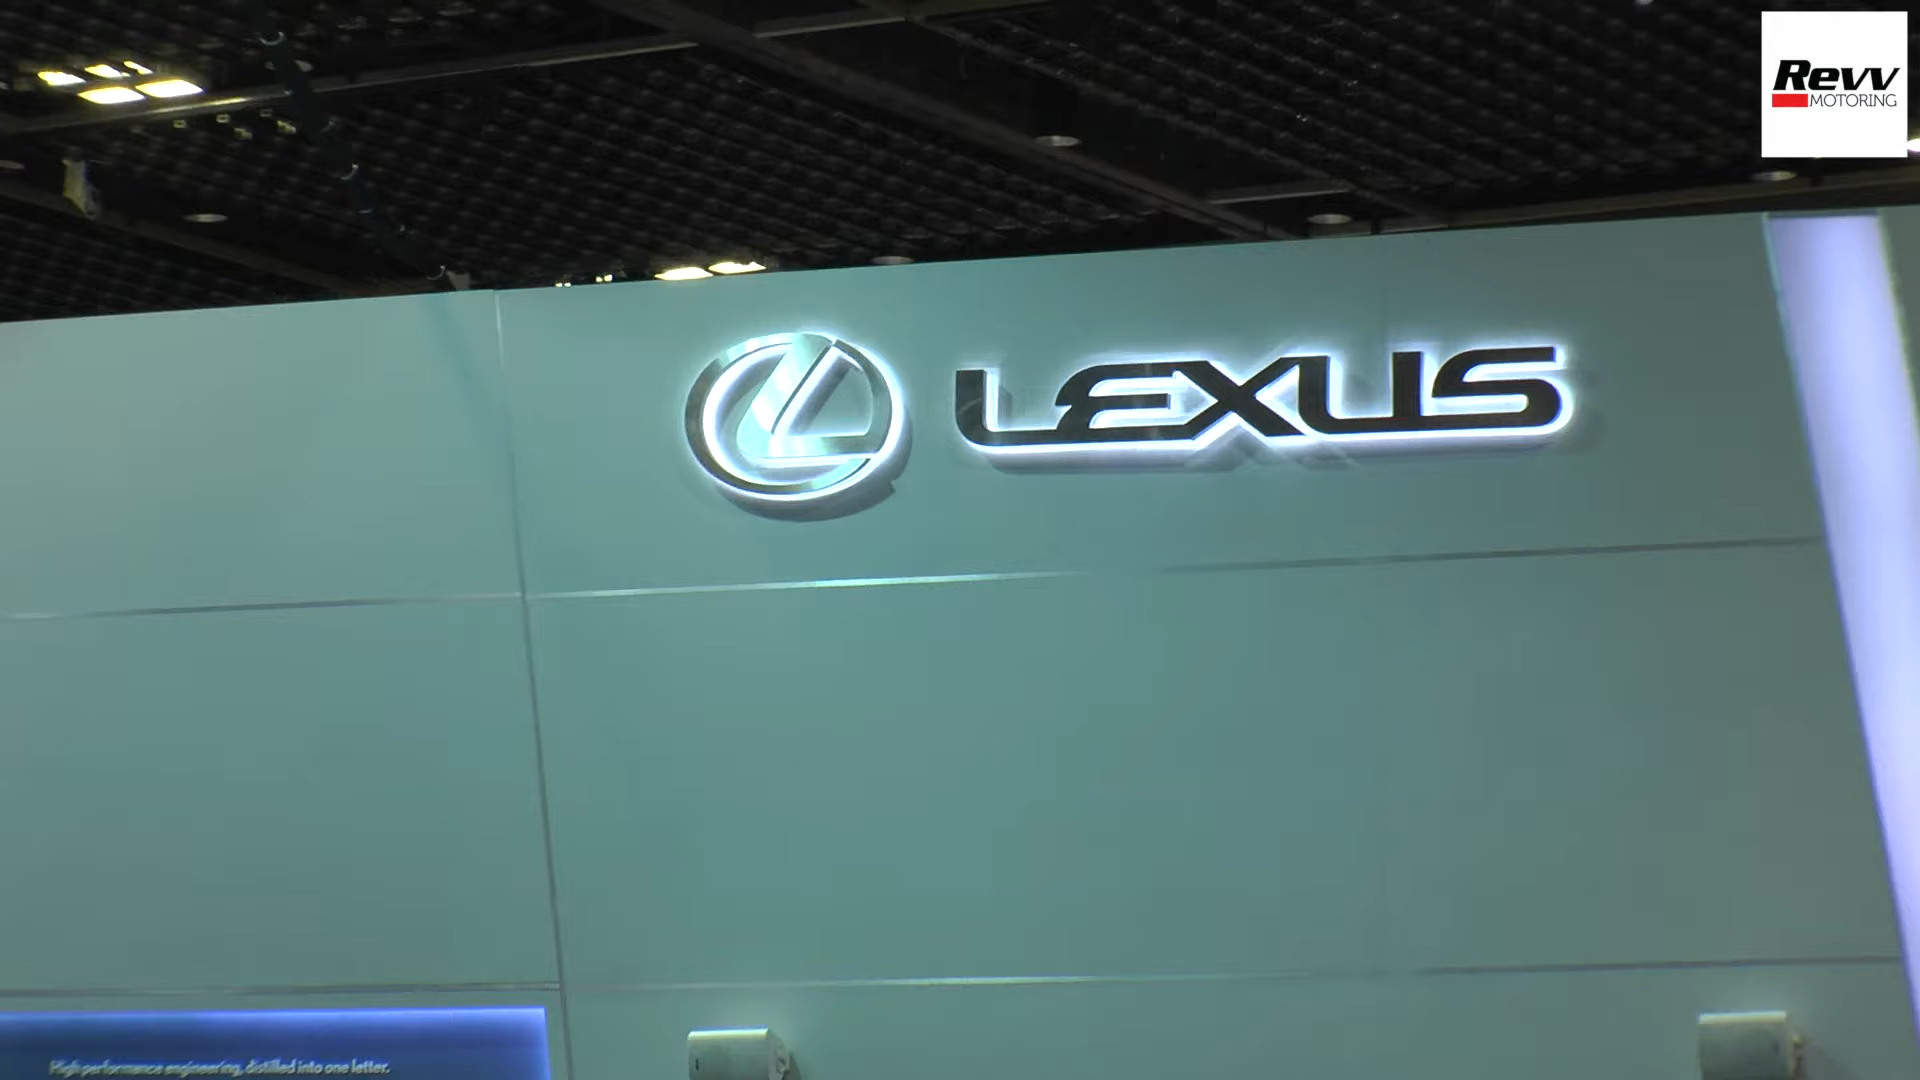 Revv
MOTORING
LEXUS
High performance engineering, distilled into one letter.